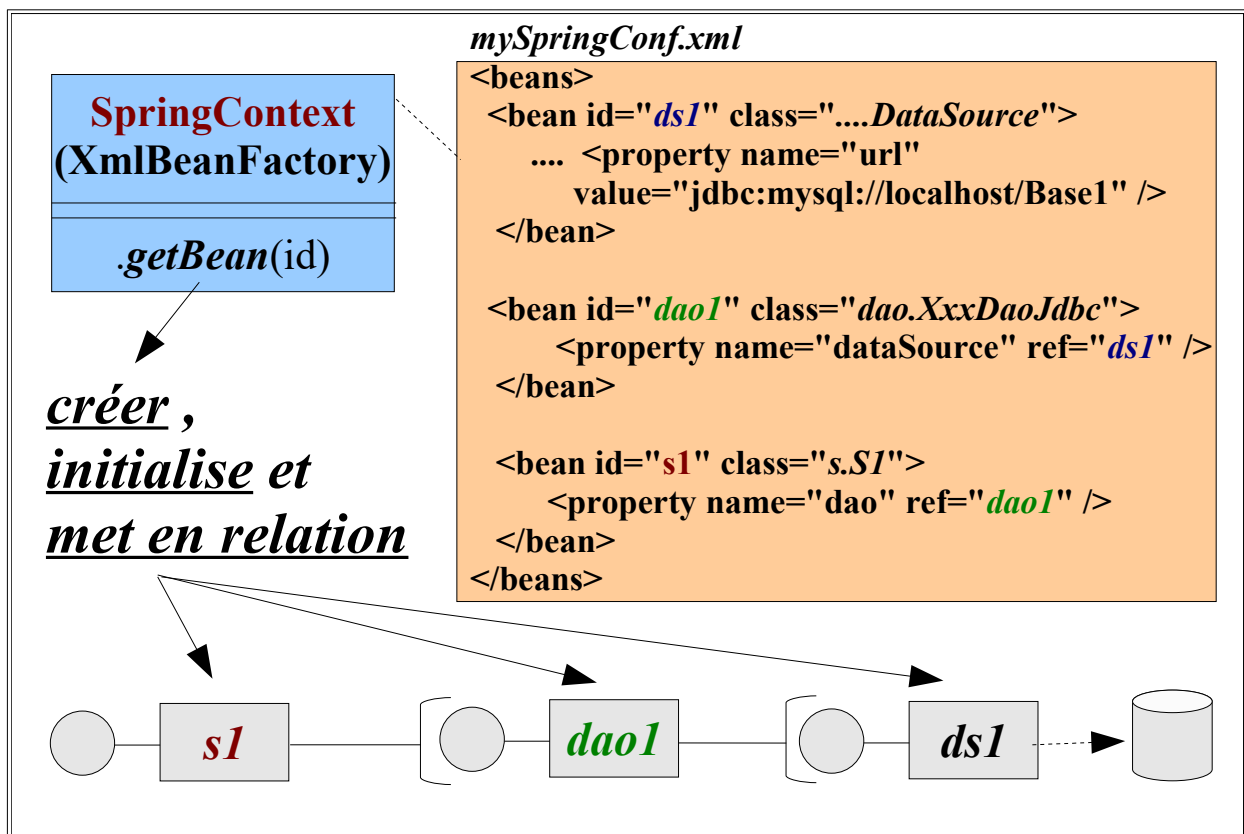 mySpringConf.xml
SpringContext
(XmlBeanFactory)
.getBean(id)
<beans>
<bean id="ds1" class="....DataSource">
.... <property name="url"
value="jdbc:mysql://localhost/Base1" />
</bean>
<bean id="dao1" class="dao.XxxDaoJdbc">
<property name="dataSource" ref="ds1" />
</bean>
<bean id="s1" class="s.S1">
<property name="dao" ref="dao1" />
</bean>
</beans>
créer ,
initialise et
met en relation
s1
dao1
ds1